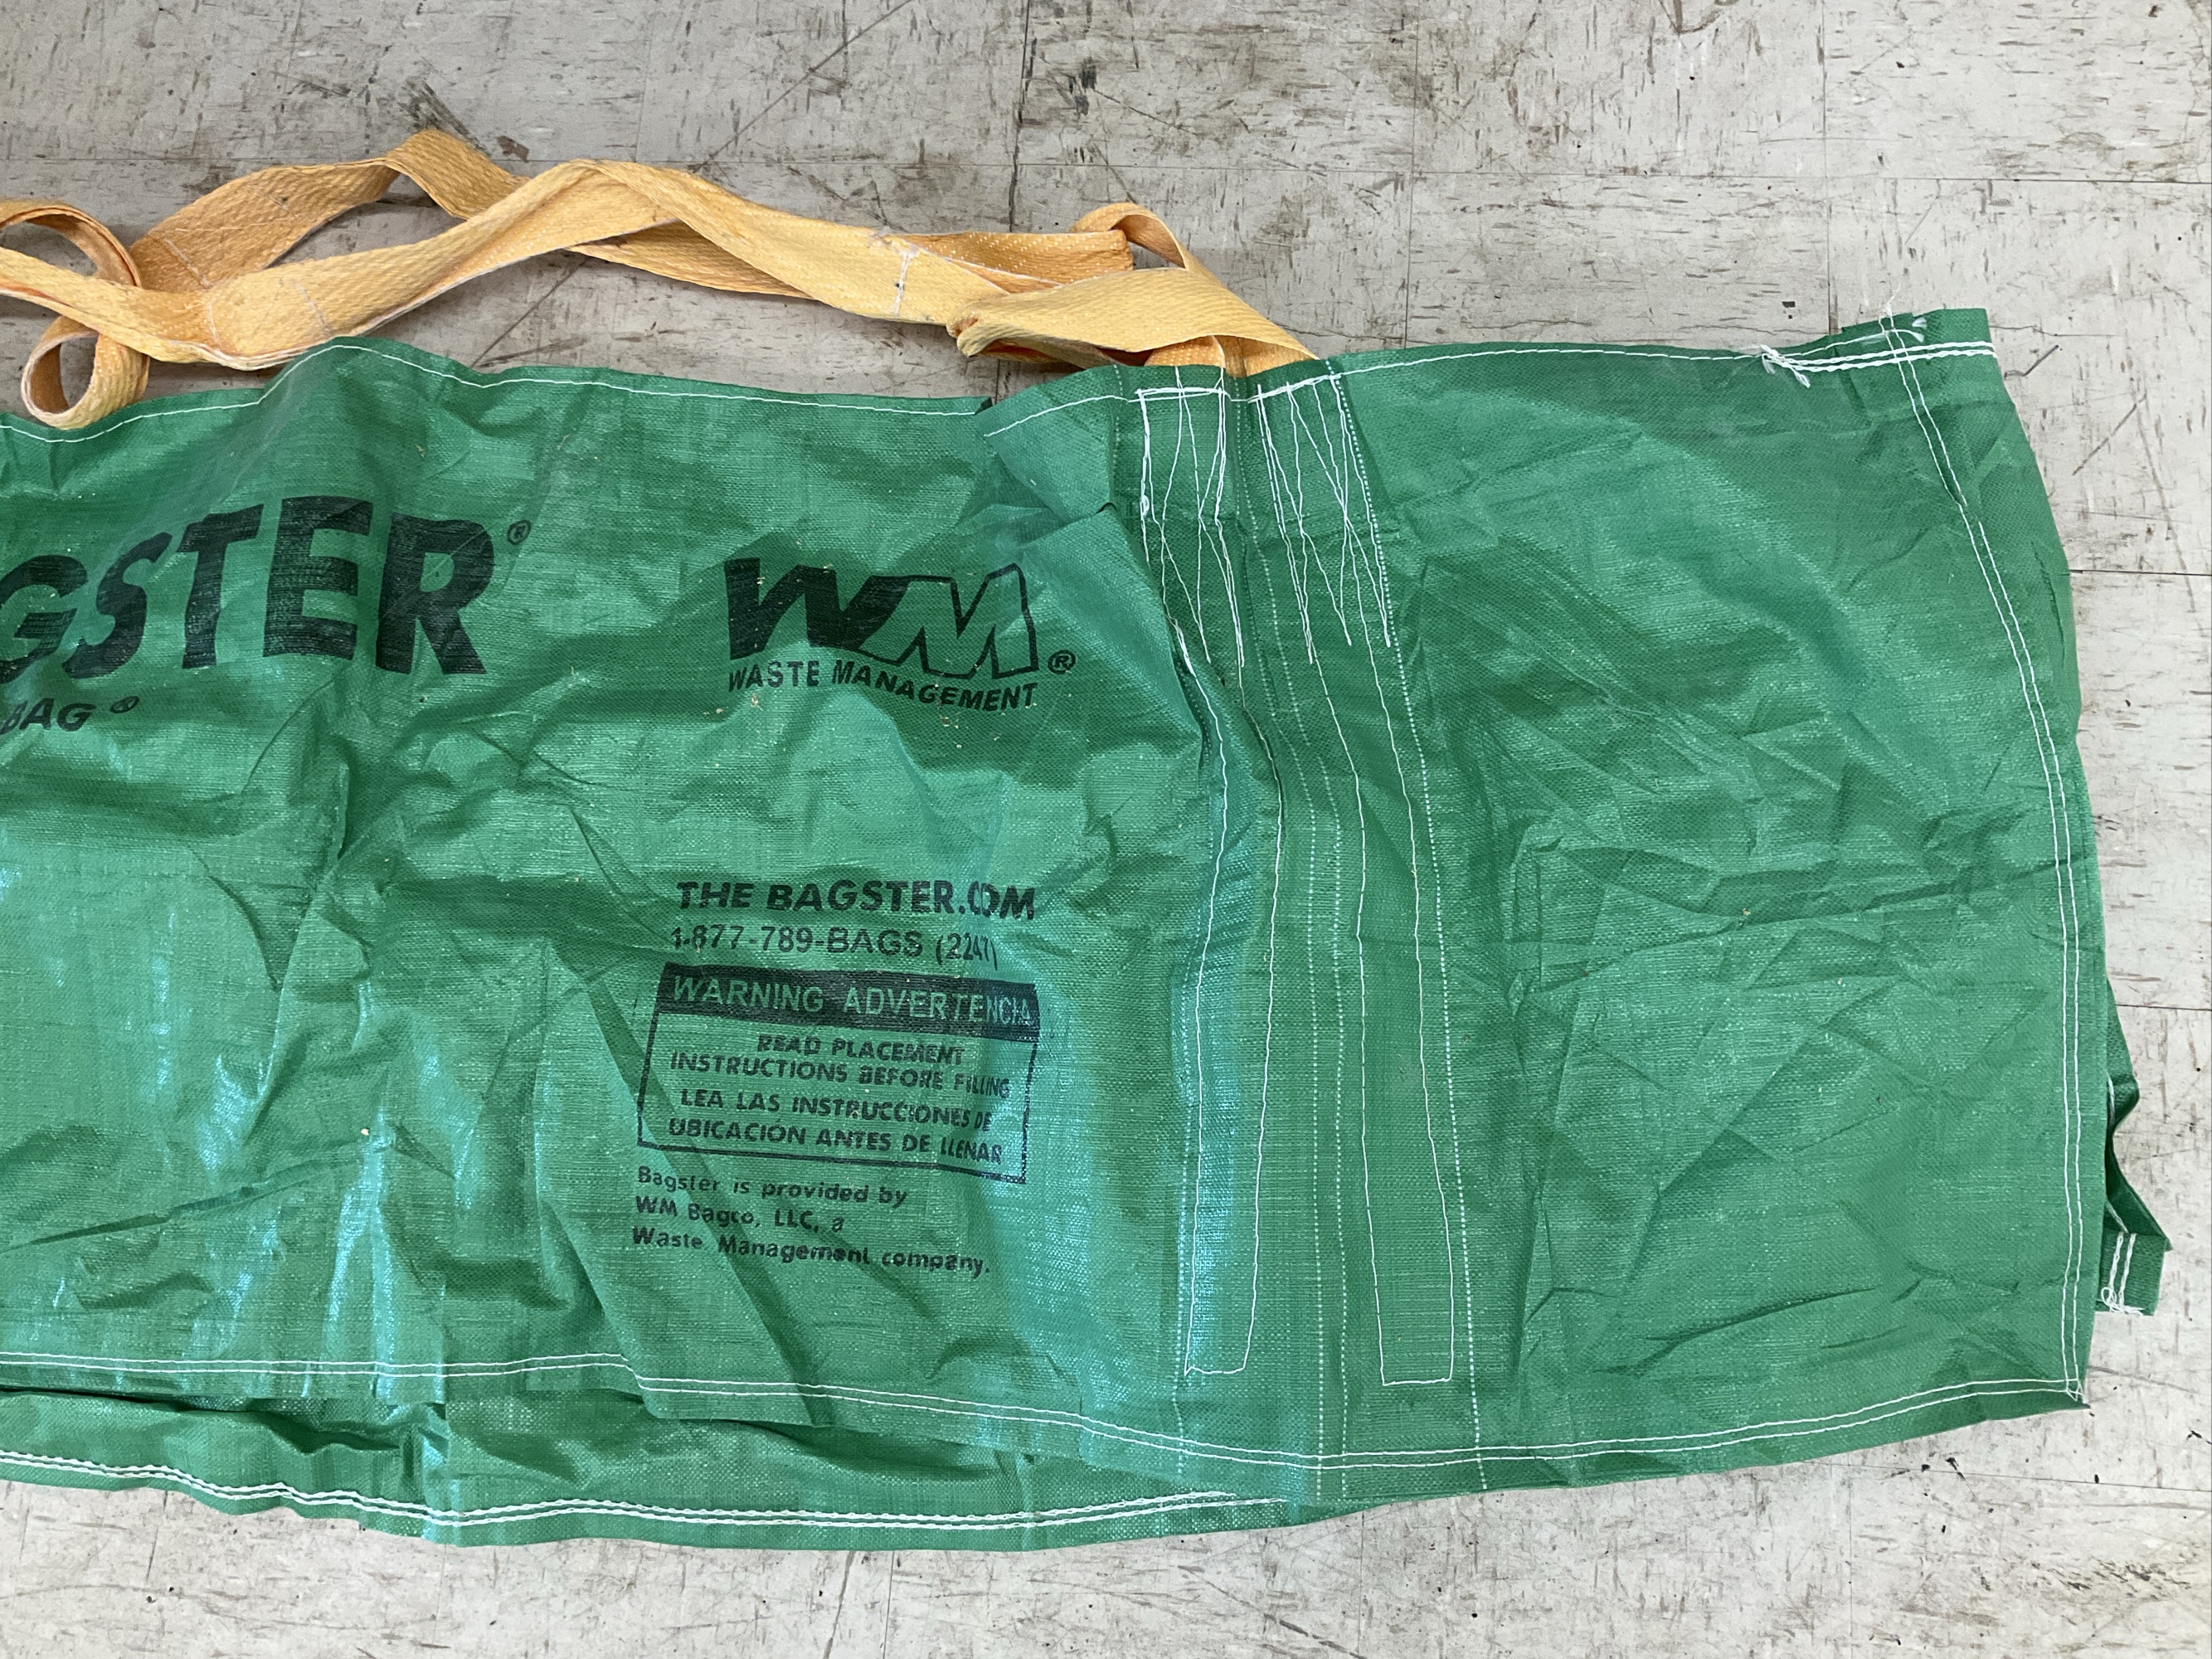 GSTER®
BAG®
WM®
WASTE MANAGEMENT
THE BAGSTER.COM
1-877-789-BAGS (2247)
WARNING ADVERTENCIA
READ PLACEMENT
INSTRUCTIONS BEFORE FILLING
LEA LAS INSTRUCCIONES DE
UBICACIÓN ANTES DE LLENAR
Bagster is provided by
WM Bagco, LLC, a
Waste Management company.